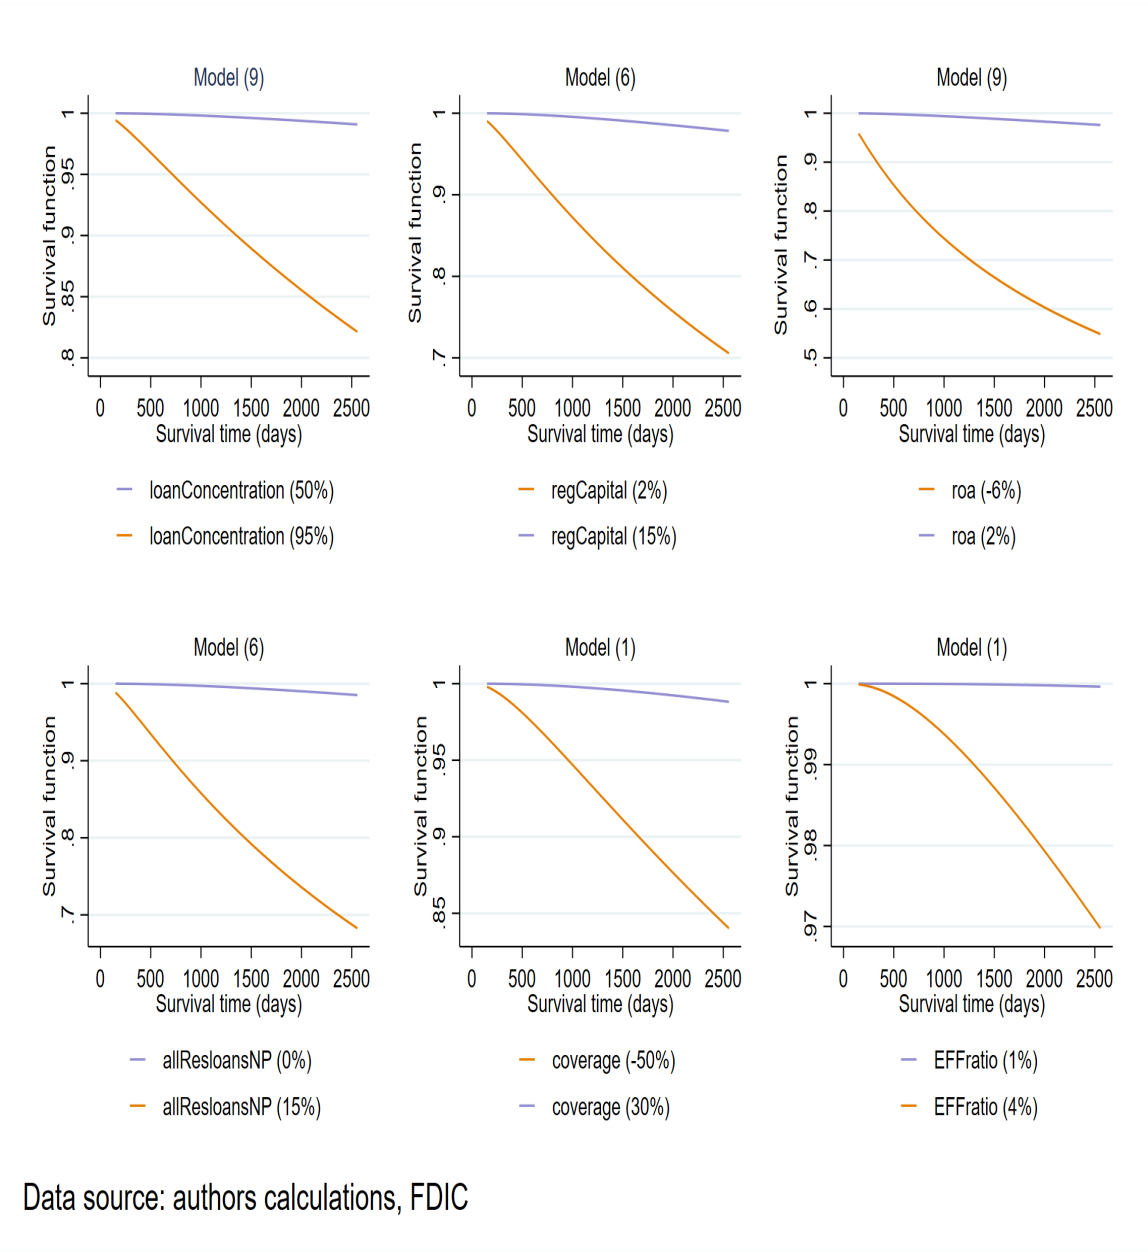 Model (9)
Survival function
1
.95
.9
.85
.8
0 500 1000 1500 2000 2500
Survival time (days)
loanConcentration (50%)
loanConcentration (95%)
Model (6)
Survival function
1
.9
.8
.7
0 500 1000 1500 2000 2500
Survival time (days)
regCapital (2%)
regCapital (15%)
Model (9)
Survival function
1
.9
.8
.7
.6
.5
0 500 1000 1500 2000 2500
Survival time (days)
roa (-6%)
roa (2%)
Model (6)
Survival function
1
.9
.8
.7
0 500 1000 1500 2000 2500
Survival time (days)
allResloansNP (0%)
allResloansNP (15%)
Model (1)
Survival function
1
.95
.9
.85
0 500 1000 1500 2000 2500
Survival time (days)
coverage (-50%)
coverage (30%)
Model (1)
Survival function
1
.99
.98
.97
0 500 1000 1500 2000 2500
Survival time (days)
EFFratio (1%)
EFFratio (4%)
Data source: authors calculations, FDIC